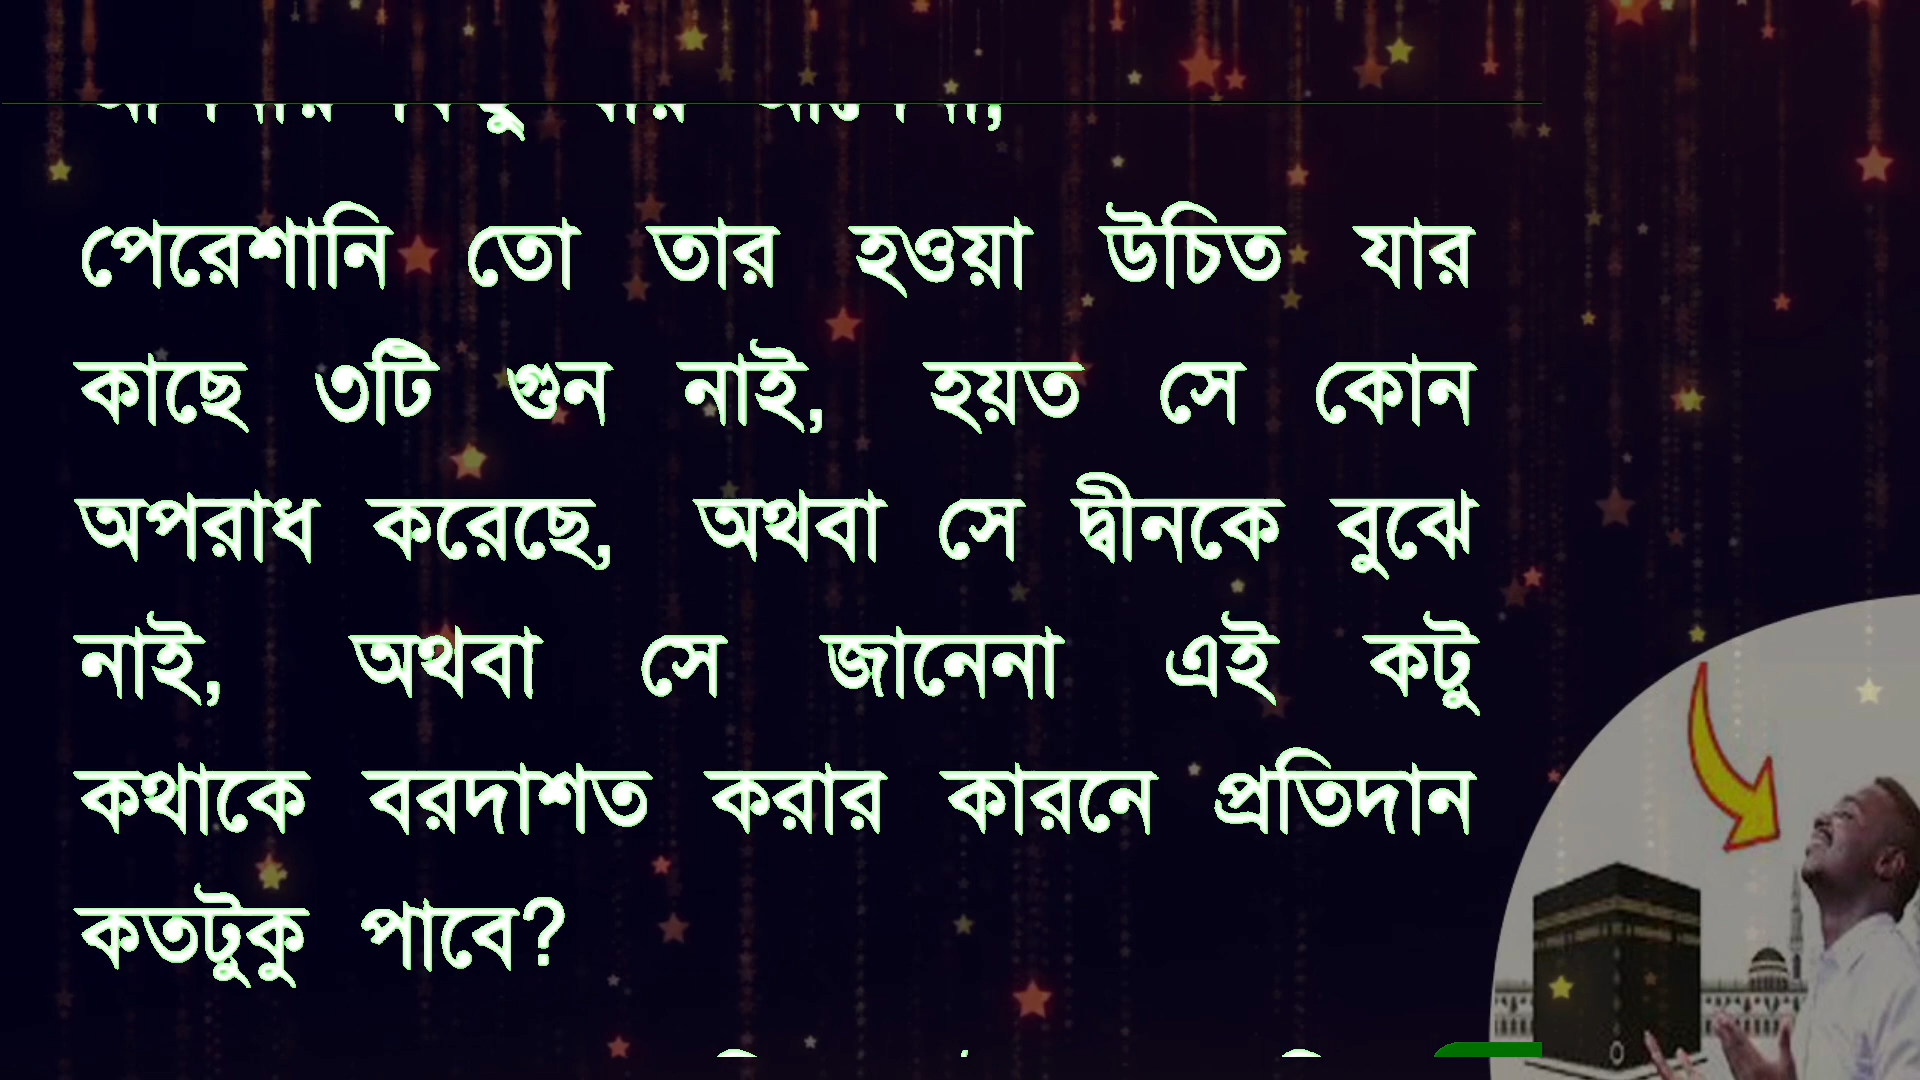 পেরেশানি তো তার হওয়া উচিত যার
কাছে ৩টি গুন নাই, হয়ত সে কোন
অপরাধ করেছে, অথবা সে দ্বীনকে বুঝে
নাই, অথবা সে জানেনা এই কটু
কথাকে বরদাশত করার কারনে প্রতিদান
কতটুকু পাবে?